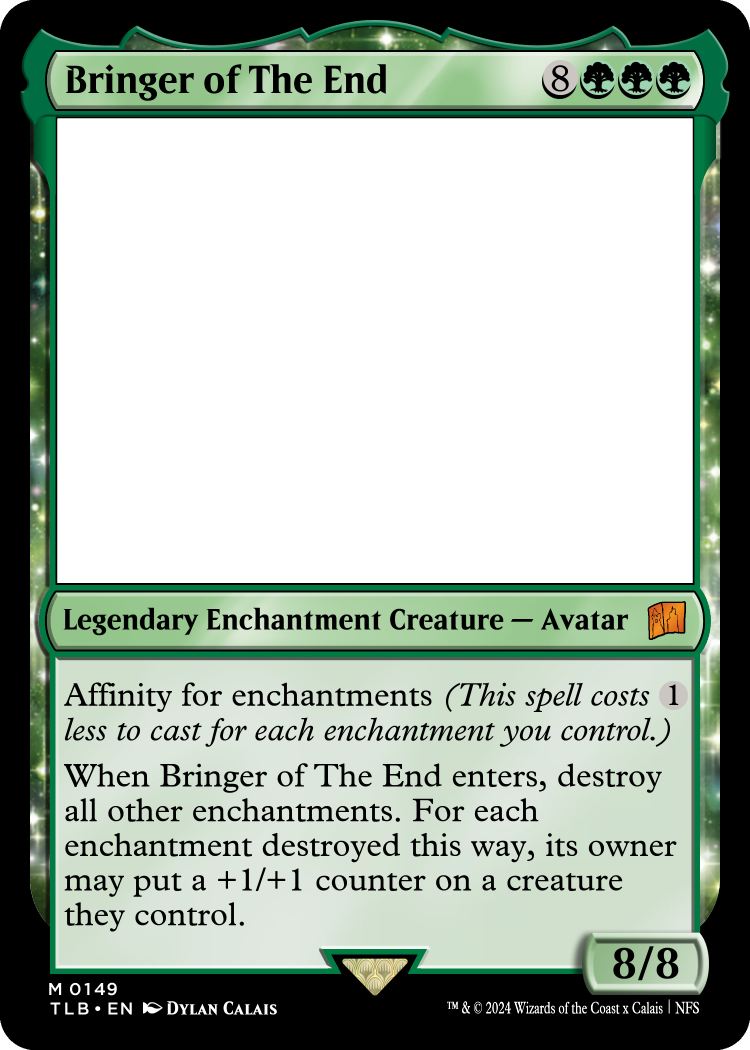 Bringer of The End 8
Legendary Enchantment Creature — Avatar
Affinity for enchantments (This spell costs 1
less to cast for each enchantment you control.)
When Bringer of The End enters, destroy
all other enchantments. For each
enchantment destroyed this way, its owner
may put a +1/+1 counter on a creature
they control.
8/8
M 0149
TLB • EN Dylan Calais
™ & © 2024 Wizards of the Coast x Calais | NFS